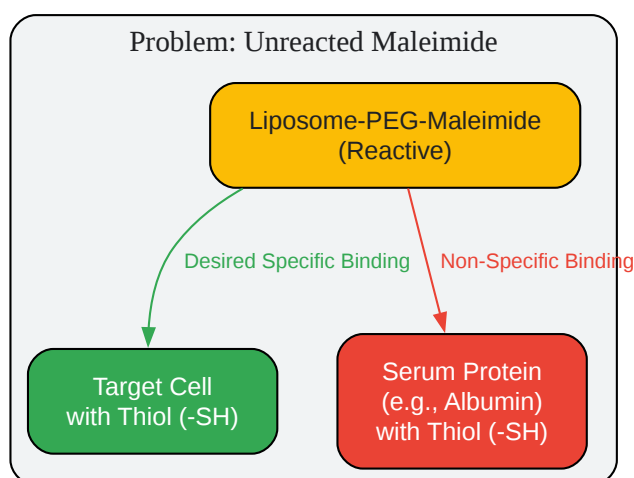 Problem: Unreacted Maleimide
Liposome-PEG-Maleimide
(Reactive)
Desired Specific Binding
Non-Specific Binding
Target Cell
with Thiol (-SH)
Serum Protein
(e.g., Albumin)
with Thiol (-SH)